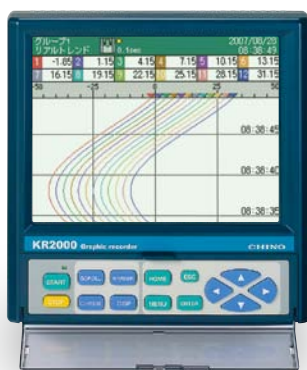 グループ1 2007/08/28
リアルトレンド 0.1sec 08:38:49
1 -1.85 2 1.15 3 4.15 4 7.15 5 10.15 6 13.15
7 16.15 8 19.15 9 22.15 10 25.15 11 28.15 12 31.15
-50 -25 0 25 50
08:38:45
08:38:40
08:38:35
KR2000 Graphic recorder CHINO
START SCROLL HOME ESC
STOP MENU ENTER